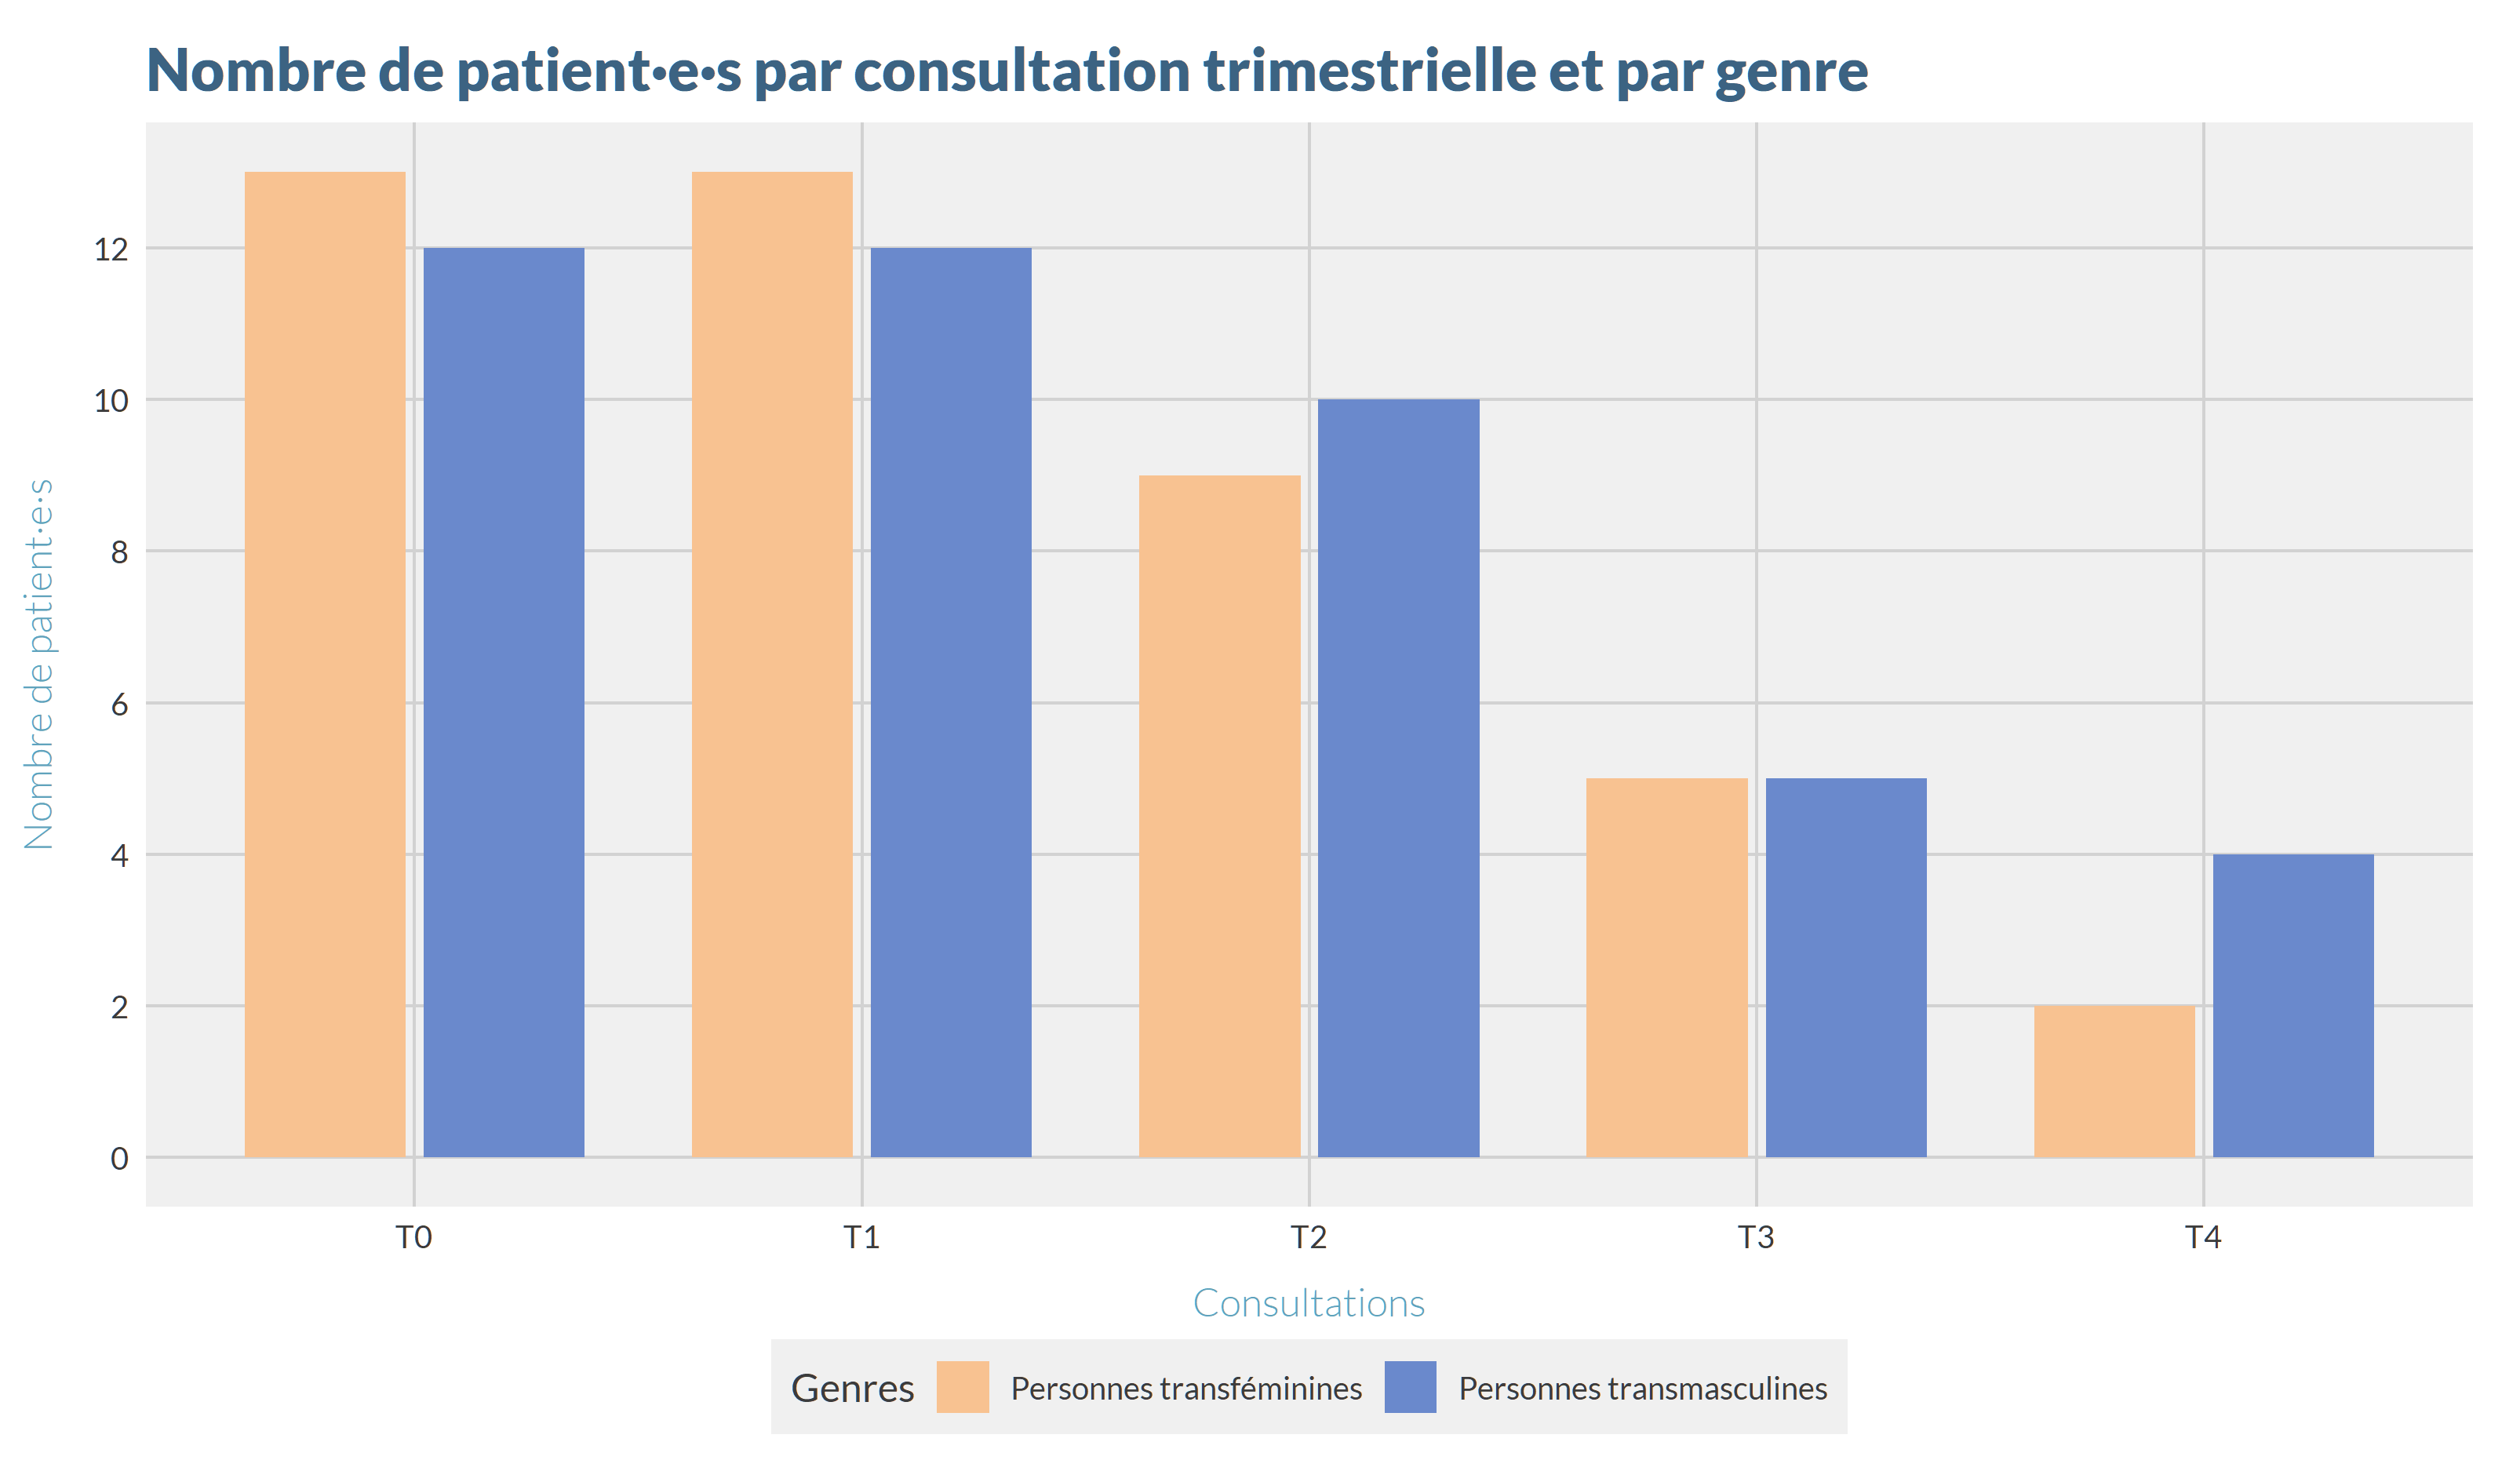 Nombre de patient•e•s par consultation trimestrielle et par genre
Nombre de patient·e·s
12
10
8
6
4
2
0
T0 T1 T2 T3 T4
Consultations
Genres Personnes transféminines Personnes transmasculines